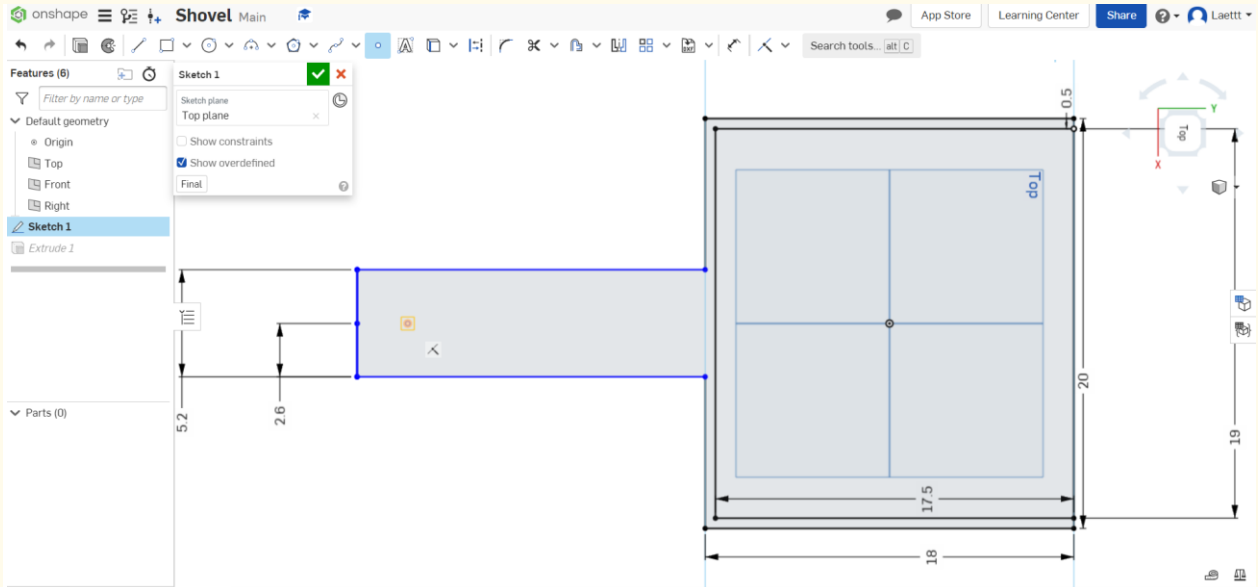 onshape Shovel Main App Store Learning Center Share Laettt
Search tools... alt C
Features (6)
Filter by name or type
Default geometry
Origin
Top
Front
Right
Sketch 1
Extrude 1
Parts (0)
Sketch 1
Sketch plane
Top plane
Show constraints
Show overdefined
Final
0.5
Top
Top
Y
X
5.2
2.6
20
19
17.5
18